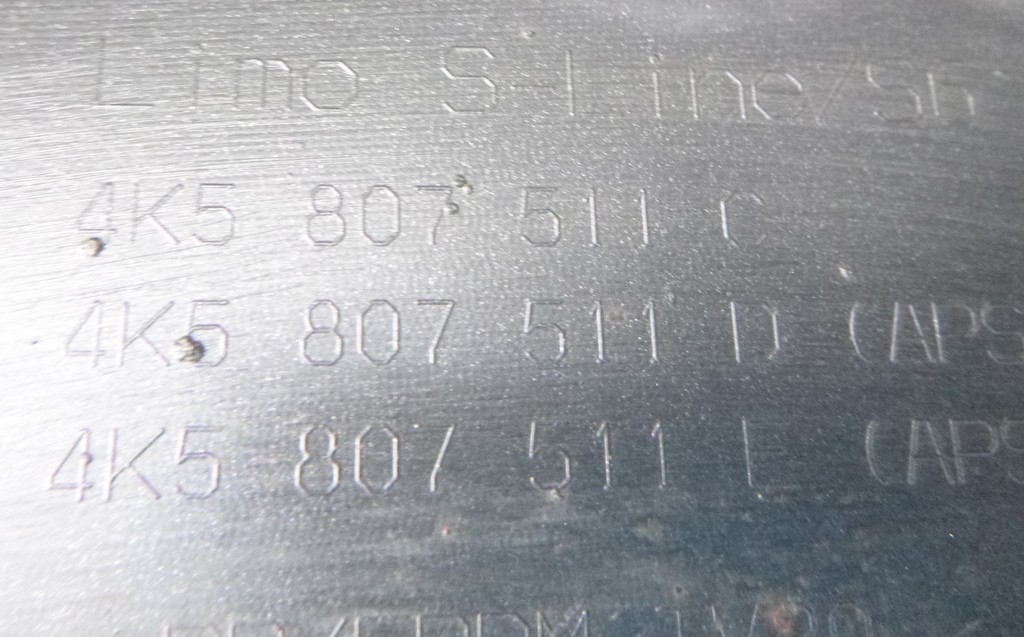 Limo S-line/S6
4K5 807 511 C
4K5 807 511 D (APS
4K5 807 511 L (APS